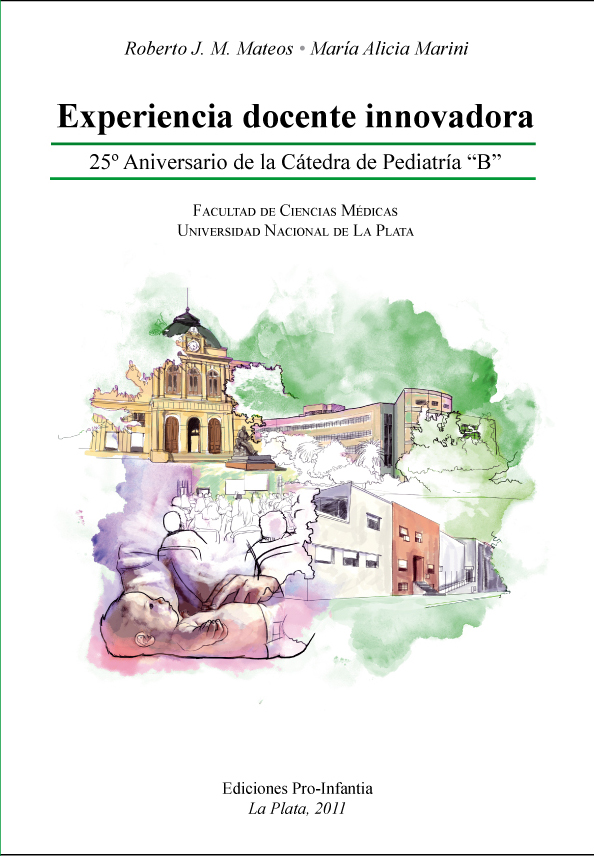 Roberto J. M. Mateos • María Alicia Marini
Experiencia docente innovadora
25º Aniversario de la Cátedra de Pediatría “B”
Facultad de Ciencias Médicas
Universidad Nacional de La Plata
Ediciones Pro-Infantia
La Plata, 2011